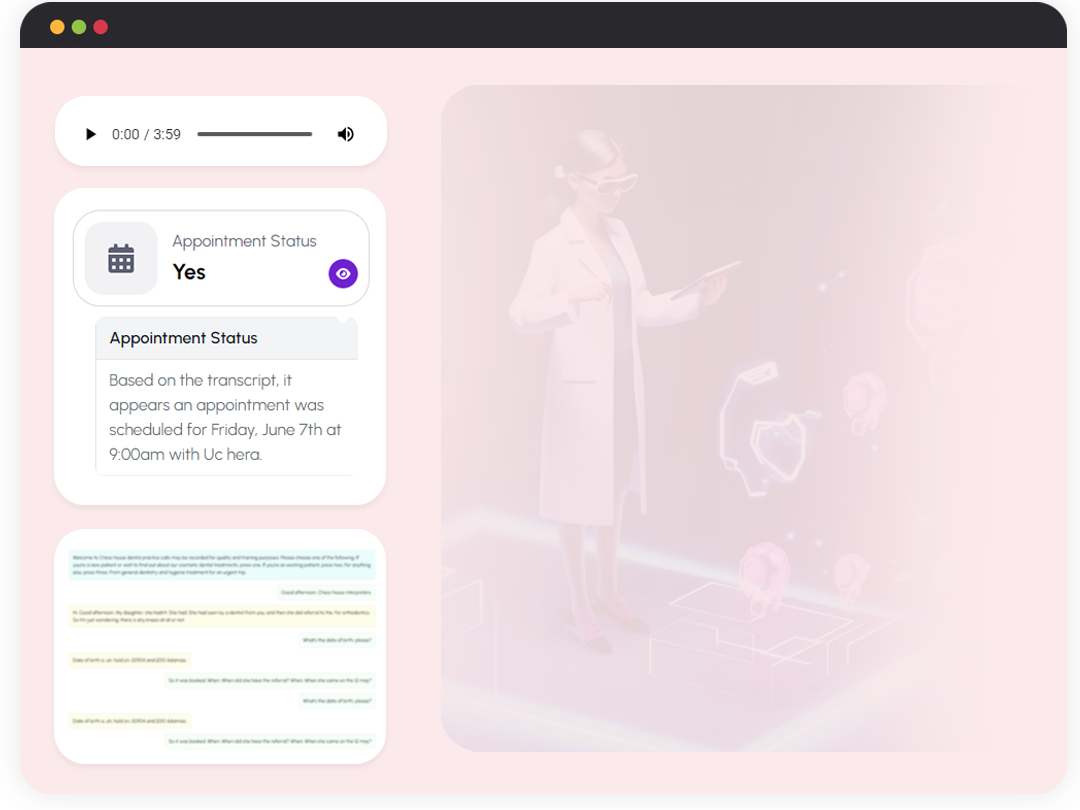 0:00 / 3:59
Appointment Status
Yes
Appointment Status
Based on the transcript, it
appears an appointment was
scheduled for Friday, June 7th at
9:00am with Uc hera.
Welcome to Chess house dental practice calls may be recorded for quality and training purposes. Please choose one of the following. If
you're a new patient or wish to find out about our cosmetic dental treatments, press one. If you're an existing patient, press two. For anything
else, press three. From general dentistry and hygiene treatment for an urgent trip.
Good afternoon. Chess house interpreters.
Hi. Good afternoon. My daughter, she hadn't. She had. She had seen by a dentist from you, and then she did referral to the. For orthodontics.
So I'm just wondering, there is any knees at all or no?
What's the date of birth, please?
Date of birth is, uh, hold on.
So it was booked. When. When did she have the referral? When. When she came on the 12 May?
What's the date of birth, please?
Date of birth is, uh, hold on.
So it was booked. When. When did she have the referral? When. When she came on the 12 May?